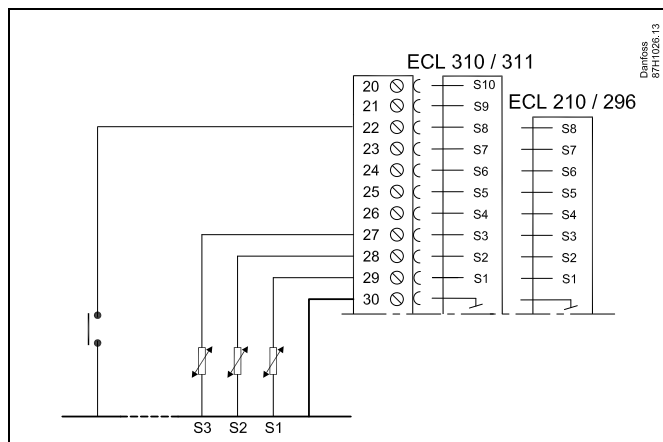 Danfoss
87H1026.13
ECL 310 / 311
ECL 210 / 296
20 S10
21 S9
22 S8 S8
23 S7 S7
24 S6 S6
25 S5 S5
26 S4 S4
27 S3 S3
28 S2 S2
29 S1 S1
30
S3 S2 S1